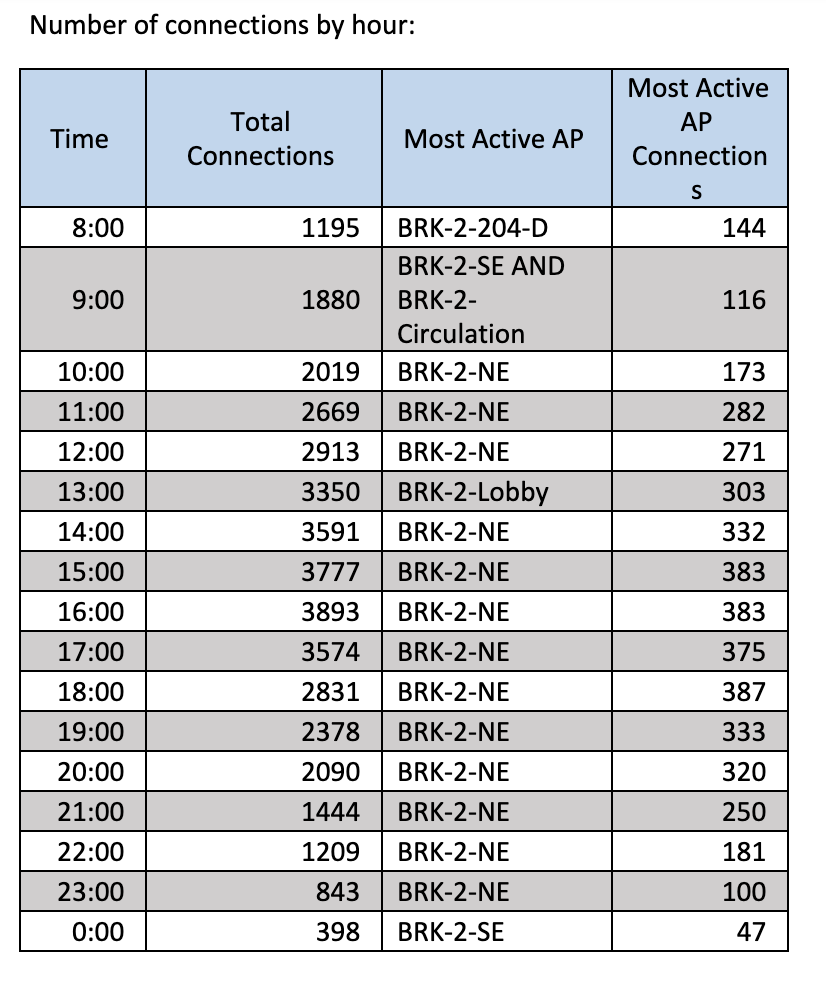 Number of connections by hour:
Time Total Connections Most Active AP Most Active AP Connection s
8:00 1195 BRK-2-204-D 144
9:00 1880 BRK-2-SE AND BRK-2- Circulation 116
10:00 2019 BRK-2-NE 173
11:00 2669 BRK-2-NE 282
12:00 2913 BRK-2-NE 271
13:00 3350 BRK-2-Lobby 303
14:00 3591 BRK-2-NE 332
15:00 3777 BRK-2-NE 383
16:00 3893 BRK-2-NE 383
17:00 3574 BRK-2-NE 375
18:00 2831 BRK-2-NE 387
19:00 2378 BRK-2-NE 333
20:00 2090 BRK-2-NE 320
21:00 1444 BRK-2-NE 250
22:00 1209 BRK-2-NE 181
23:00 843 BRK-2-NE 100
0:00 398 BRK-2-SE 47